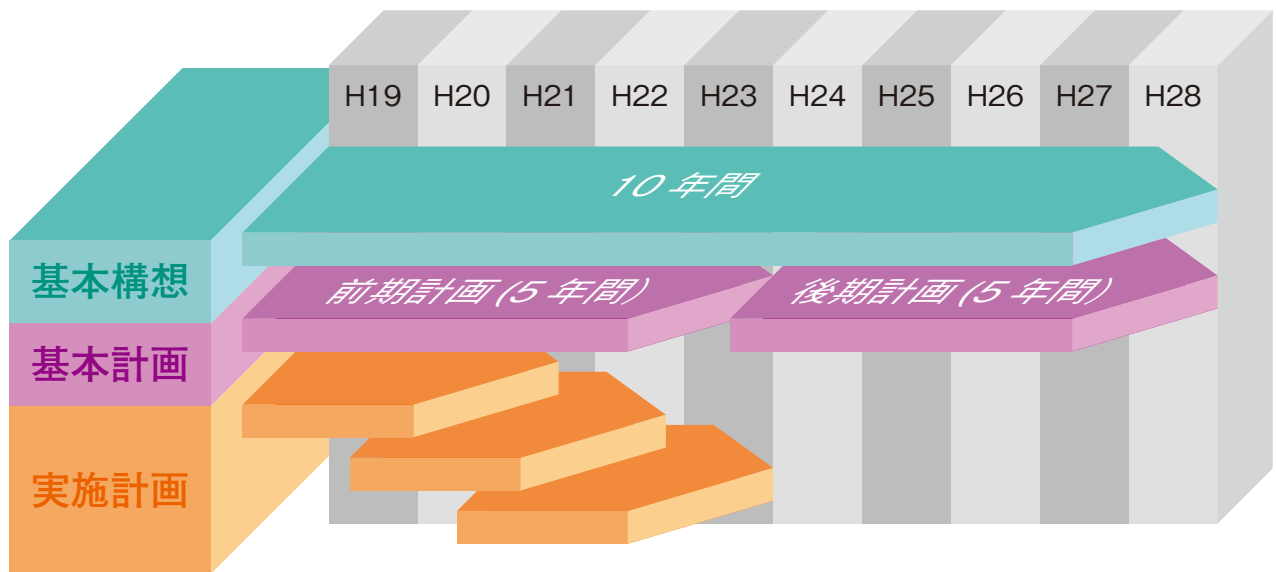 H19 H20 H21 H22 H23 H24 H25 H26 H27 H28
10年間
基本構想
前期計画(5年間)
後期計画(5年間)
基本計画
実施計画